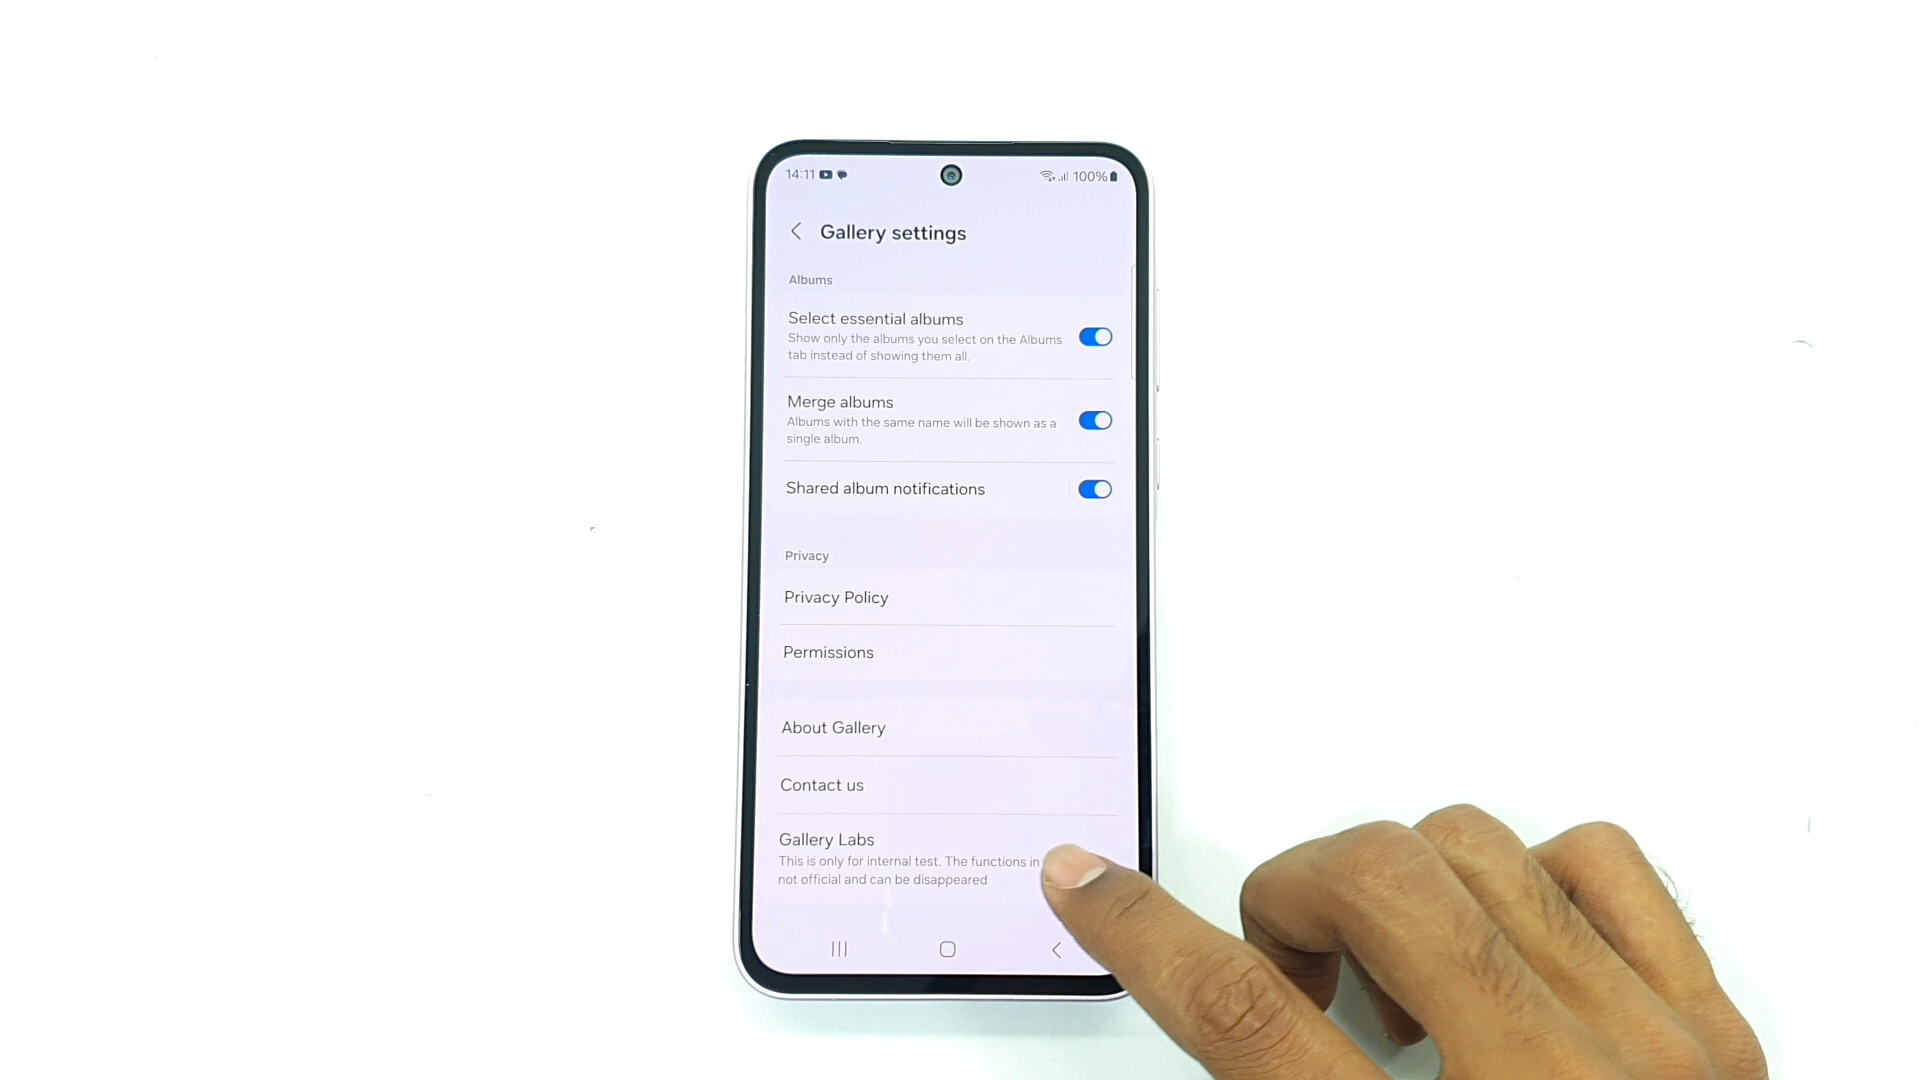 14:11 100%
Gallery settings
Albums
Select essential albums
Show only the albums you select on the Albums
tab instead of showing them all.
Merge albums
Albums with the same name will be shown as a
single album.
Shared album notifications
Privacy
Privacy Policy
Permissions
About Gallery
Contact us
Gallery Labs
This is only for internal test. The functions in
not official and can be disappeared